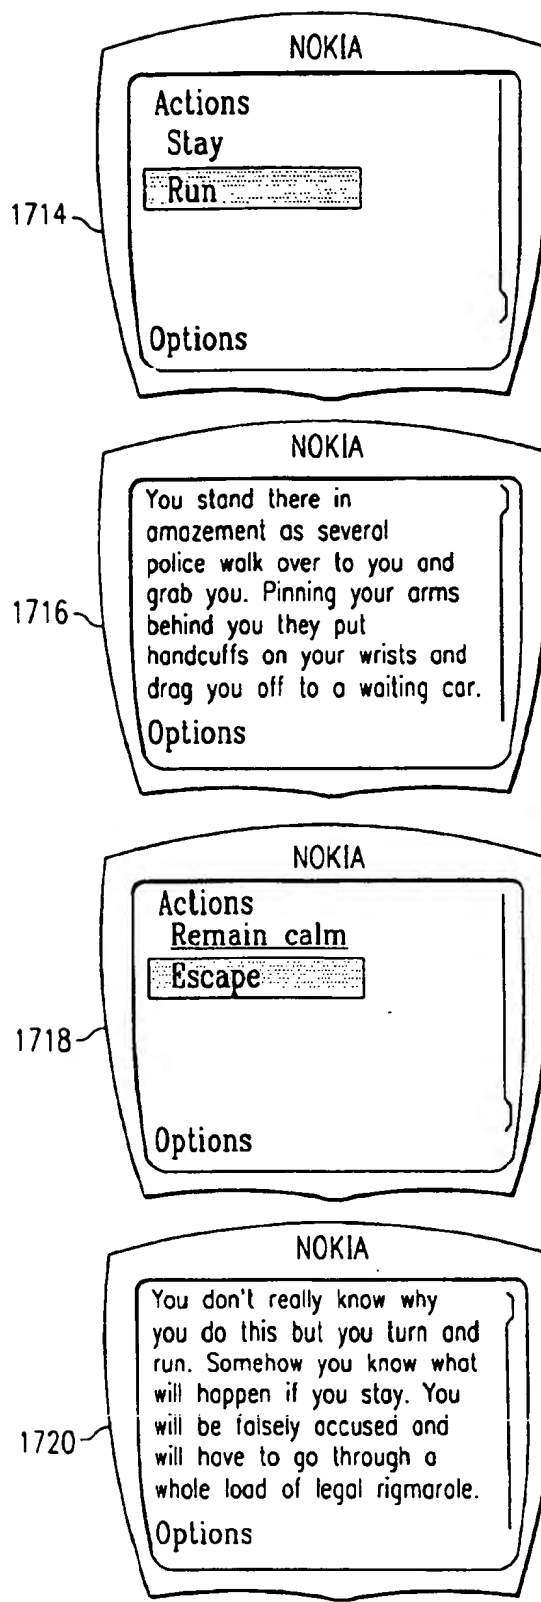 NOKIA
Actions
Stay
Run
1714
Options
NOKIA
You stand there in
amazement as several
police walk over to you and
grab you. Pinning your arms
1716
behind you they put
handcuffs on your wrists and
drag you off to a waiting car.
Options
NOKIA
Actions
Remain calm
Escape
1718
Options
NOKIA
You don't really know why
you do this but you turn and
run. Somehow you know what
will happen if you stay. You
will be falsely accused and
1720
will have to go through a
whole load of legal rigmarole.
Options